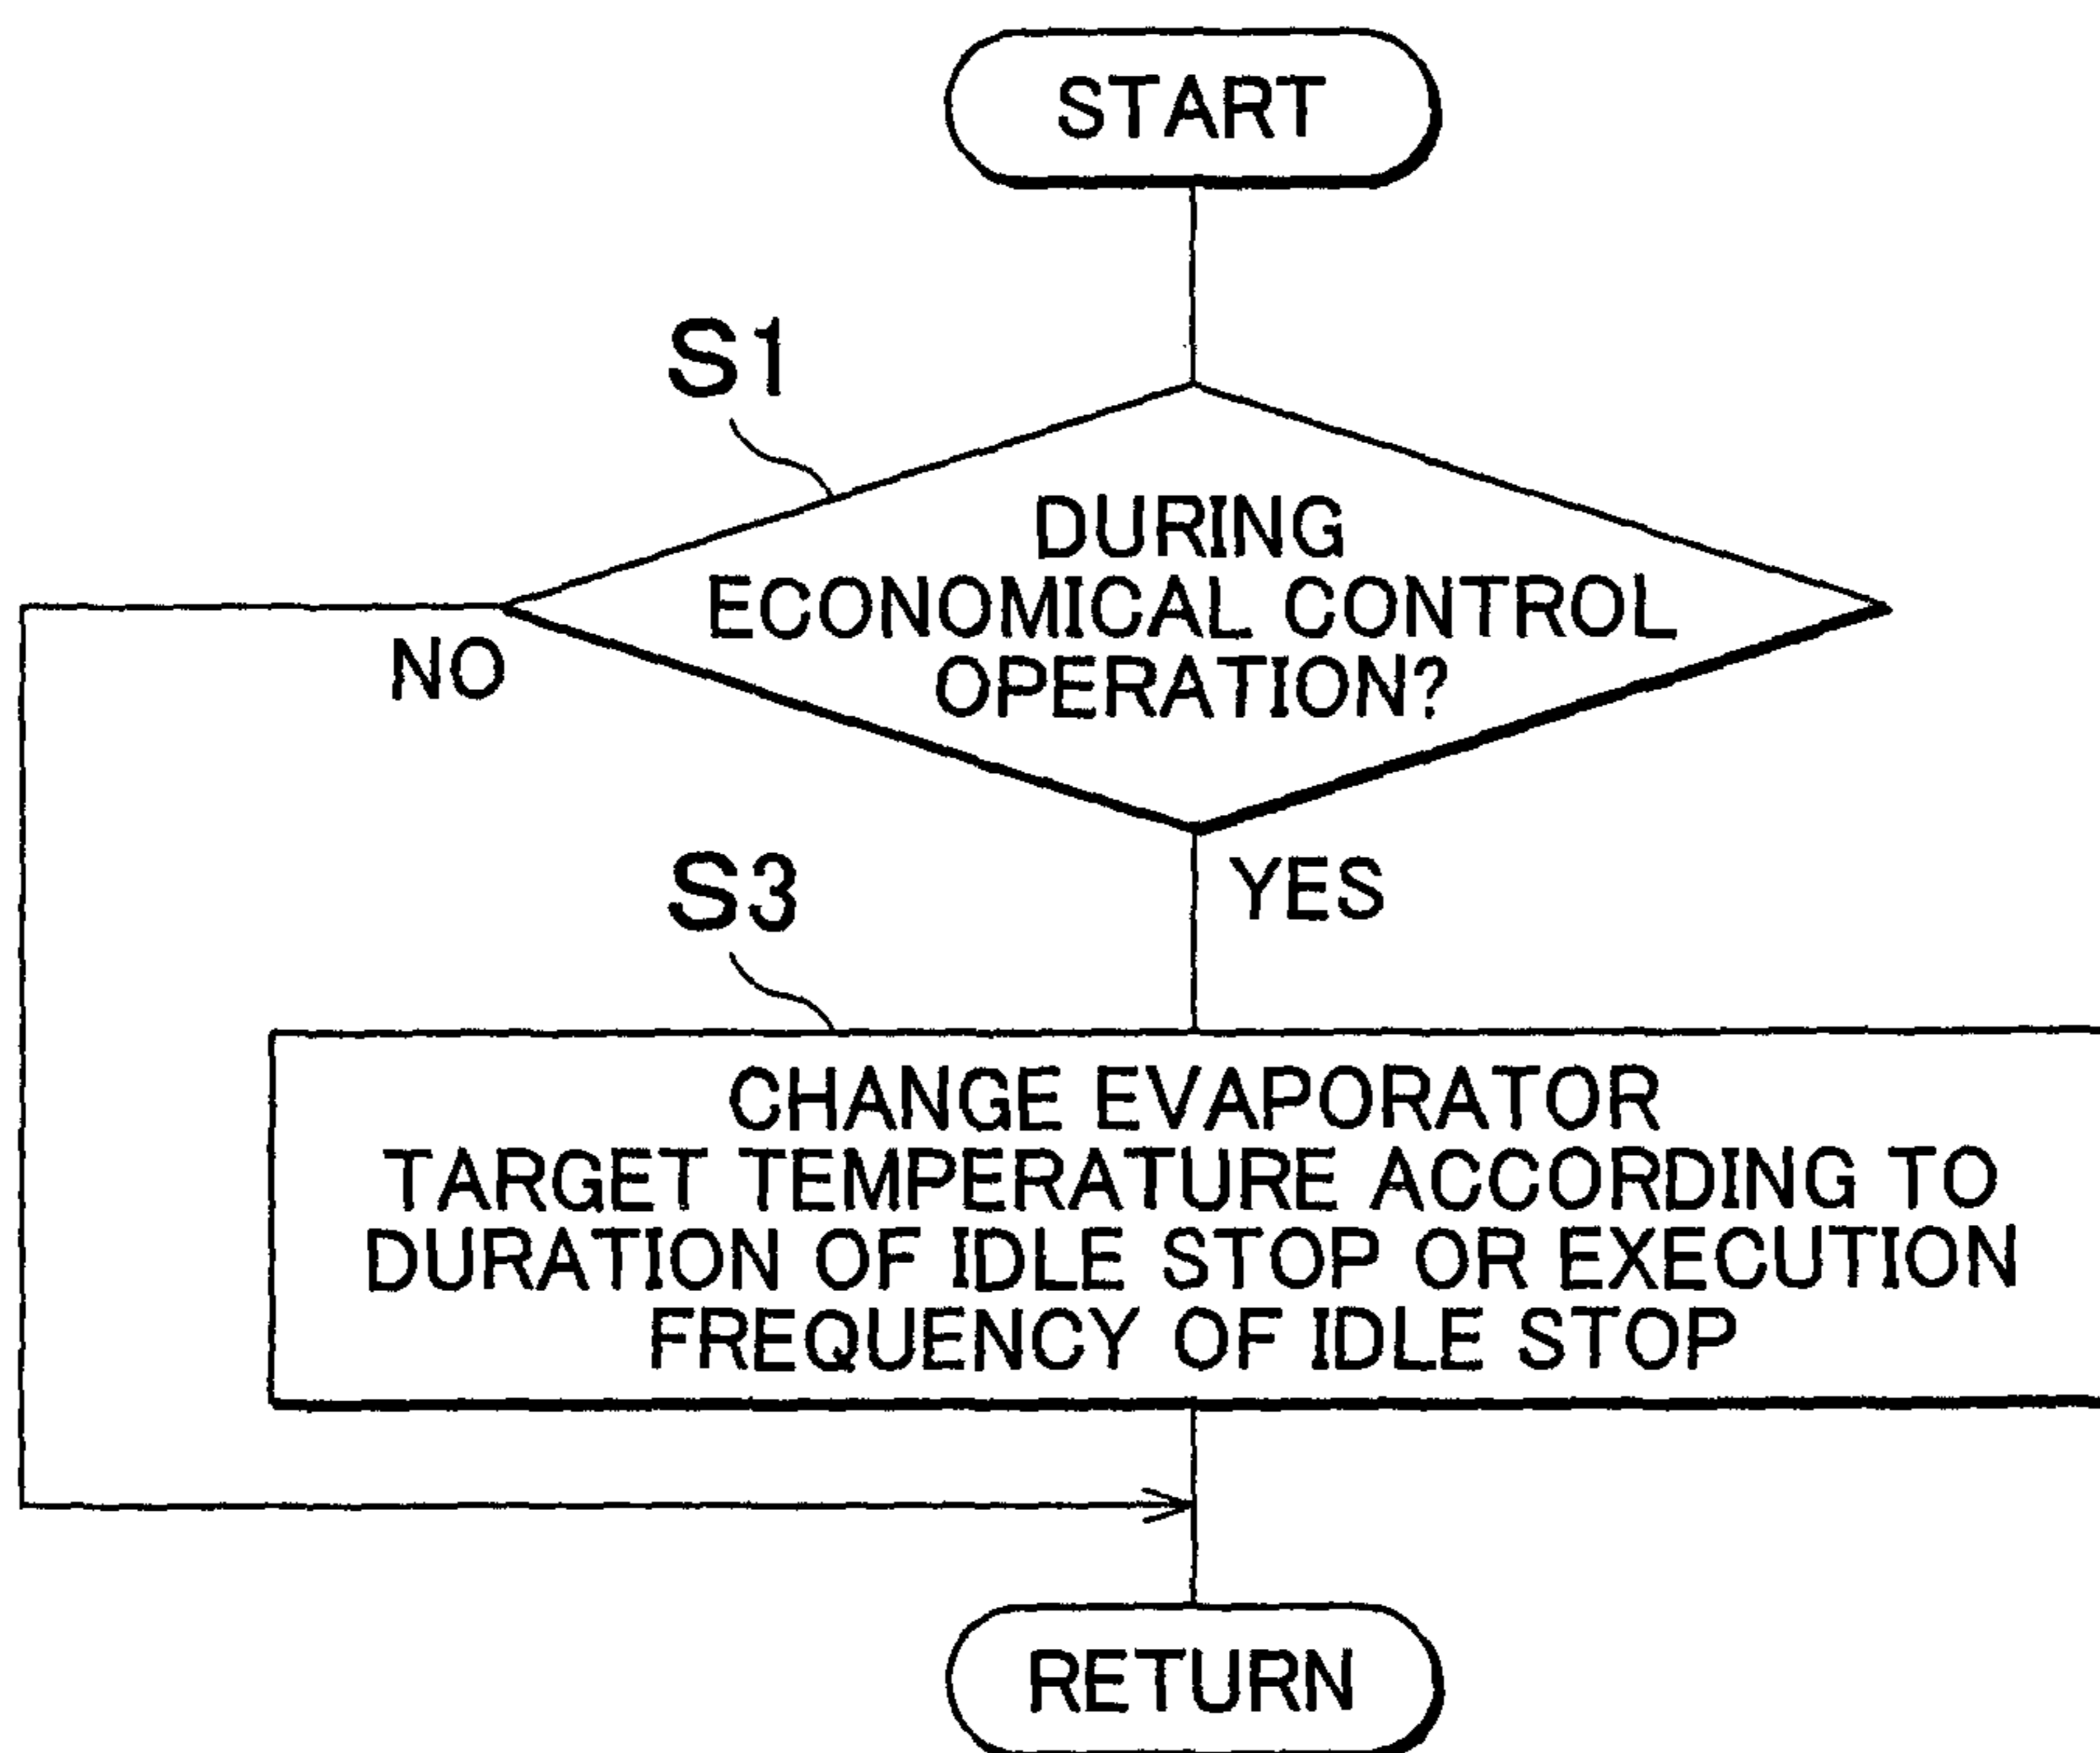 START
S1
DURING
ECONOMICAL CONTROL
OPERATION?
NO
YES
S3
CHANGE EVAPORATOR
TARGET TEMPERATURE ACCORDING TO
DURATION OF IDLE STOP OR EXECUTION
FREQUENCY OF IDLE STOP
RETURN